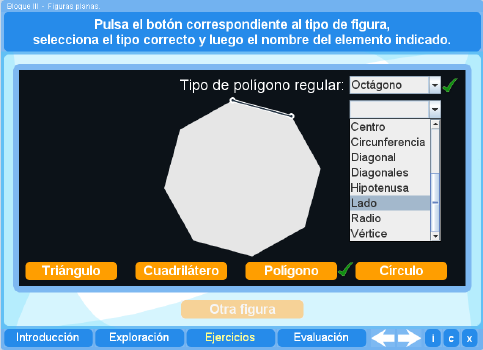 Bloque III - Figuras planas.
Pulsa el botón correspondiente al tipo de figura,
selecciona el tipo correcto y luego el nombre del elemento indicado.
Tipo de polígono regular: Octágono
Centro
Circunferencia
Diagonal
Diagonales
Hipotenusa
Lado
Radio
Vértice
Triángulo Cuadrilátero Polígono Círculo
Otra figura
Introducción Exploración Ejercicios Evaluación i c x